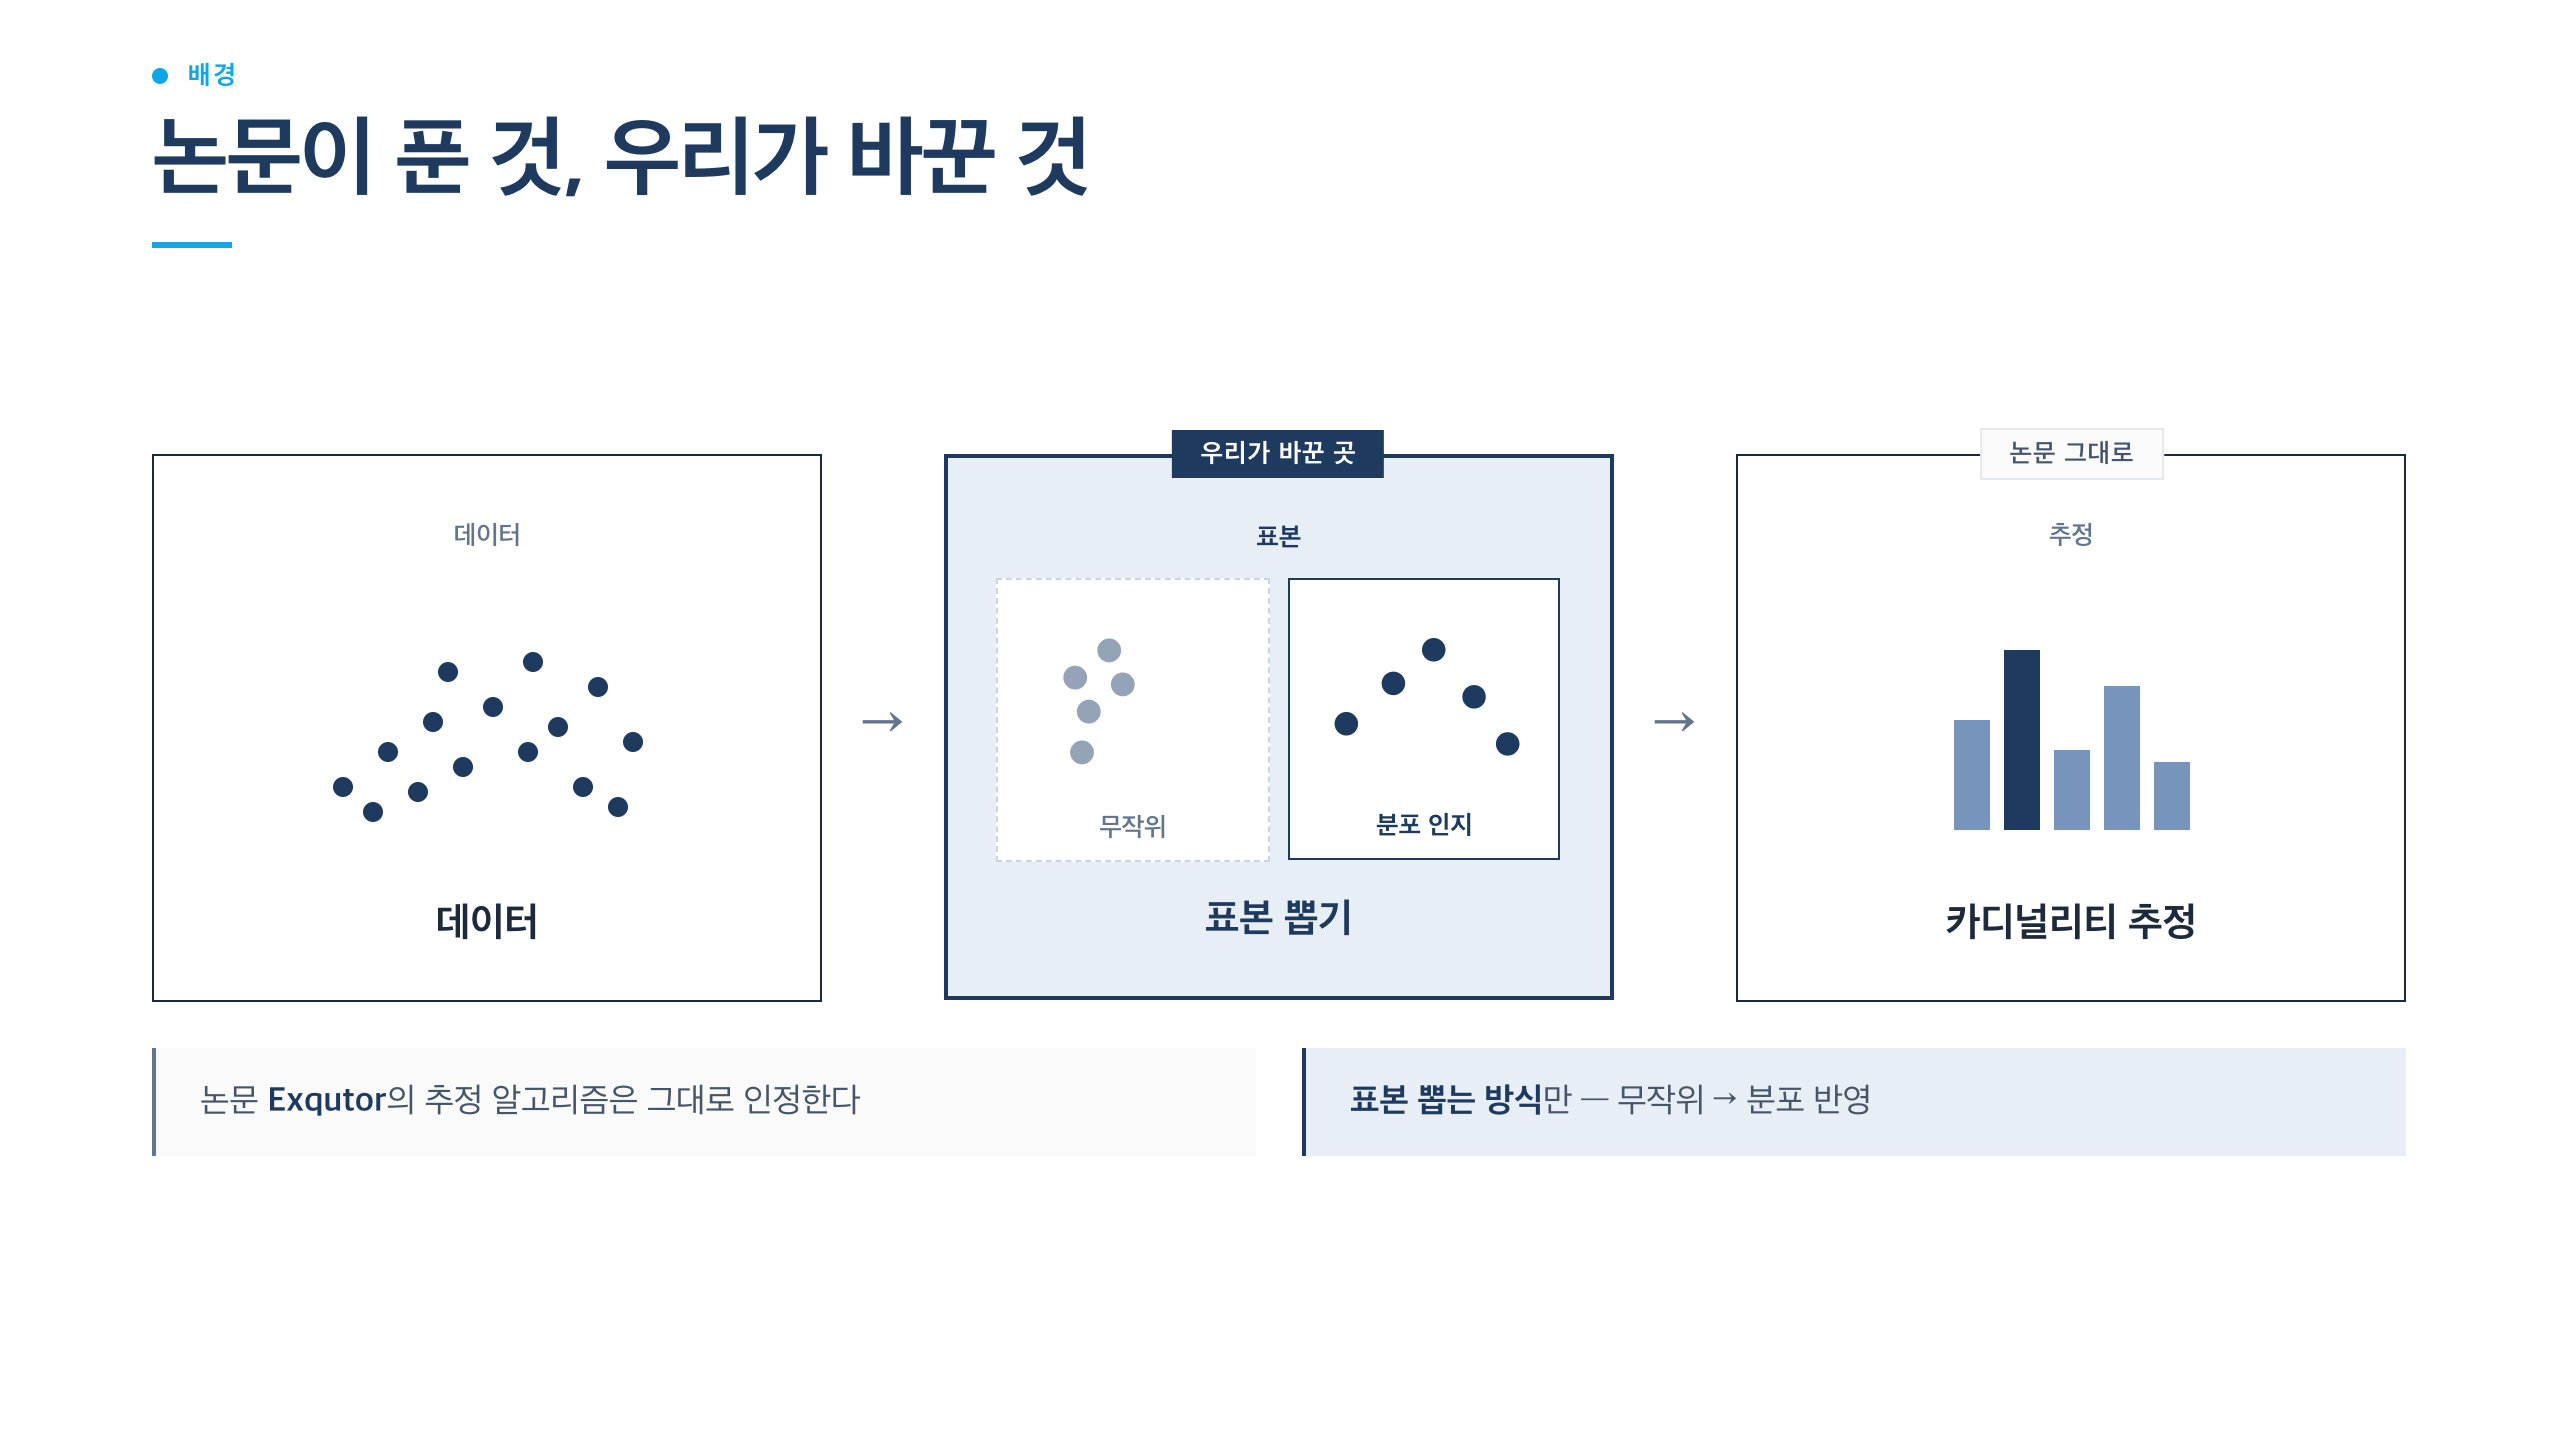 배경
논문이 푼 것, 우리가 바꾼 것
데이터
데이터
→
우리가 바꾼 곳
표본
무작위
분포 인지
표본 뽑기
→
논문 그대로
추정
카디널리티 추정
논문 Exqutor의 추정 알고리즘은 그대로 인정한다
표본 뽑는 방식만 — 무작위 → 분포 반영